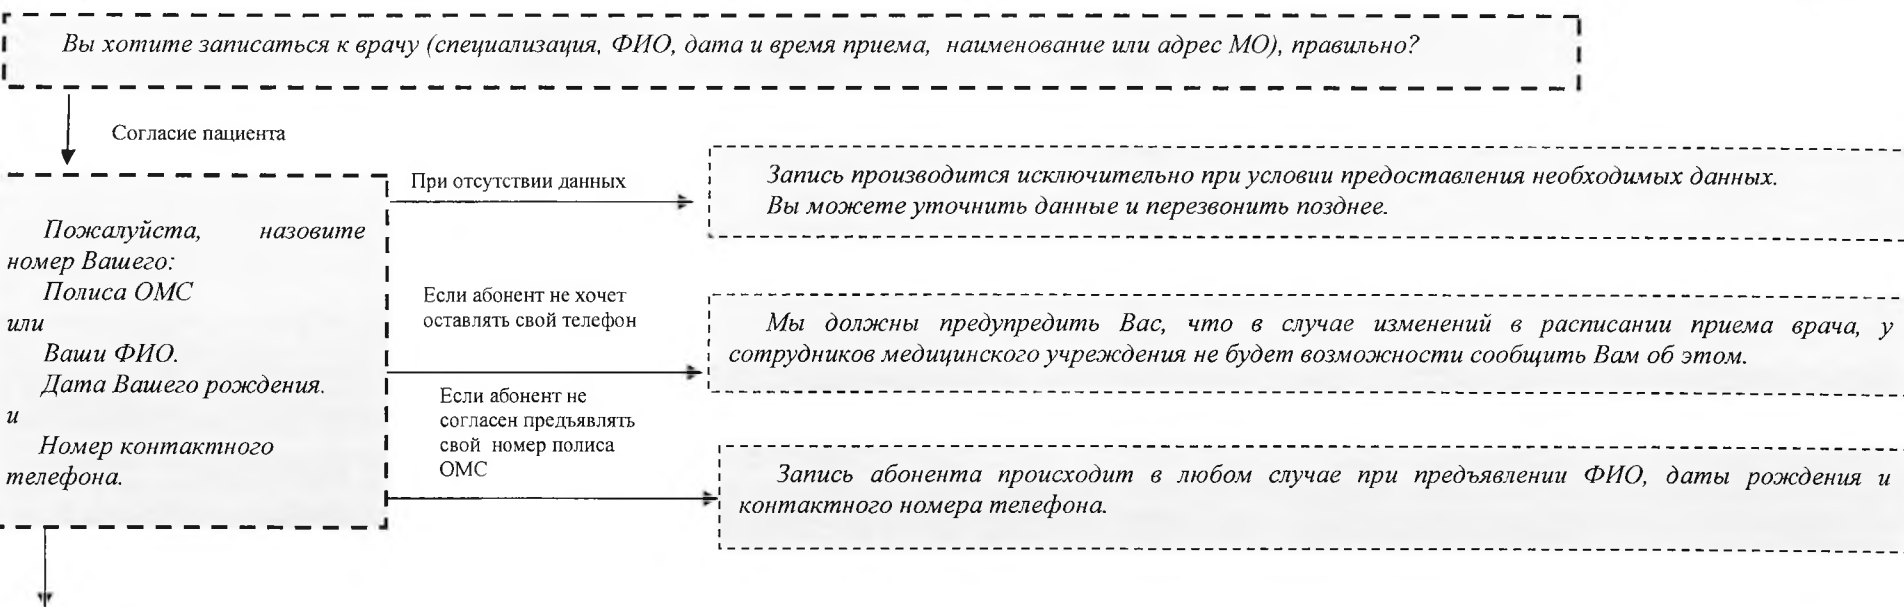 Вы хотите записаться к врачу (специализация, ФИО, дата и время приема, наименование или адрес МО), правильно?
Согласие пациента
Пожалуйста, назовите
номер Вашего:
Полиса ОМС
или
Ваши ФИО.
Дата Вашего рождения.
и
Номер контактного
телефона.
При отсутствии данных
Запись производится исключительно при условии предоставления необходимых данных.
Вы можете уточнить данные и перезвонить позднее.
Если абонент не хочет
оставлять свой телефон
Мы должны предупредить Вас, что в случае изменений в расписании приема врача, у
сотрудников медицинского учреждения не будет возможности сообщить Вам об этом.
Если абонент не
согласен предъявлять
свой номер полиса
ОМС
Запись абонента происходит в любом случае при предъявлении ФИО, даты рождения и
контактного номера телефона.